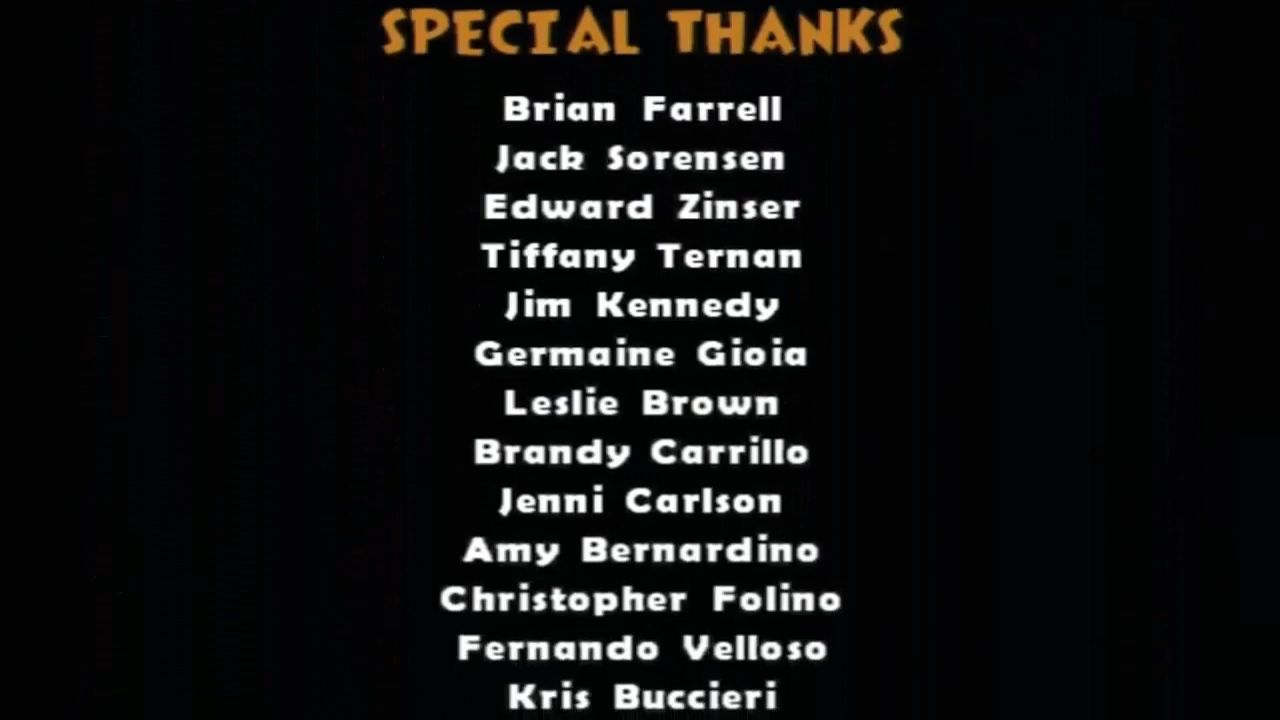 SPECIAL THANKS
Brian Farrell
Jack Sorensen
Edward Zinser
Tiffany Ternan
Jim Kennedy
Germaine Gioia
Leslie Brown
Brandy Carrillo
Jenni Carlson
Amy Bernardino
Christopher Folino
Fernando Velloso
Kris Buccieri